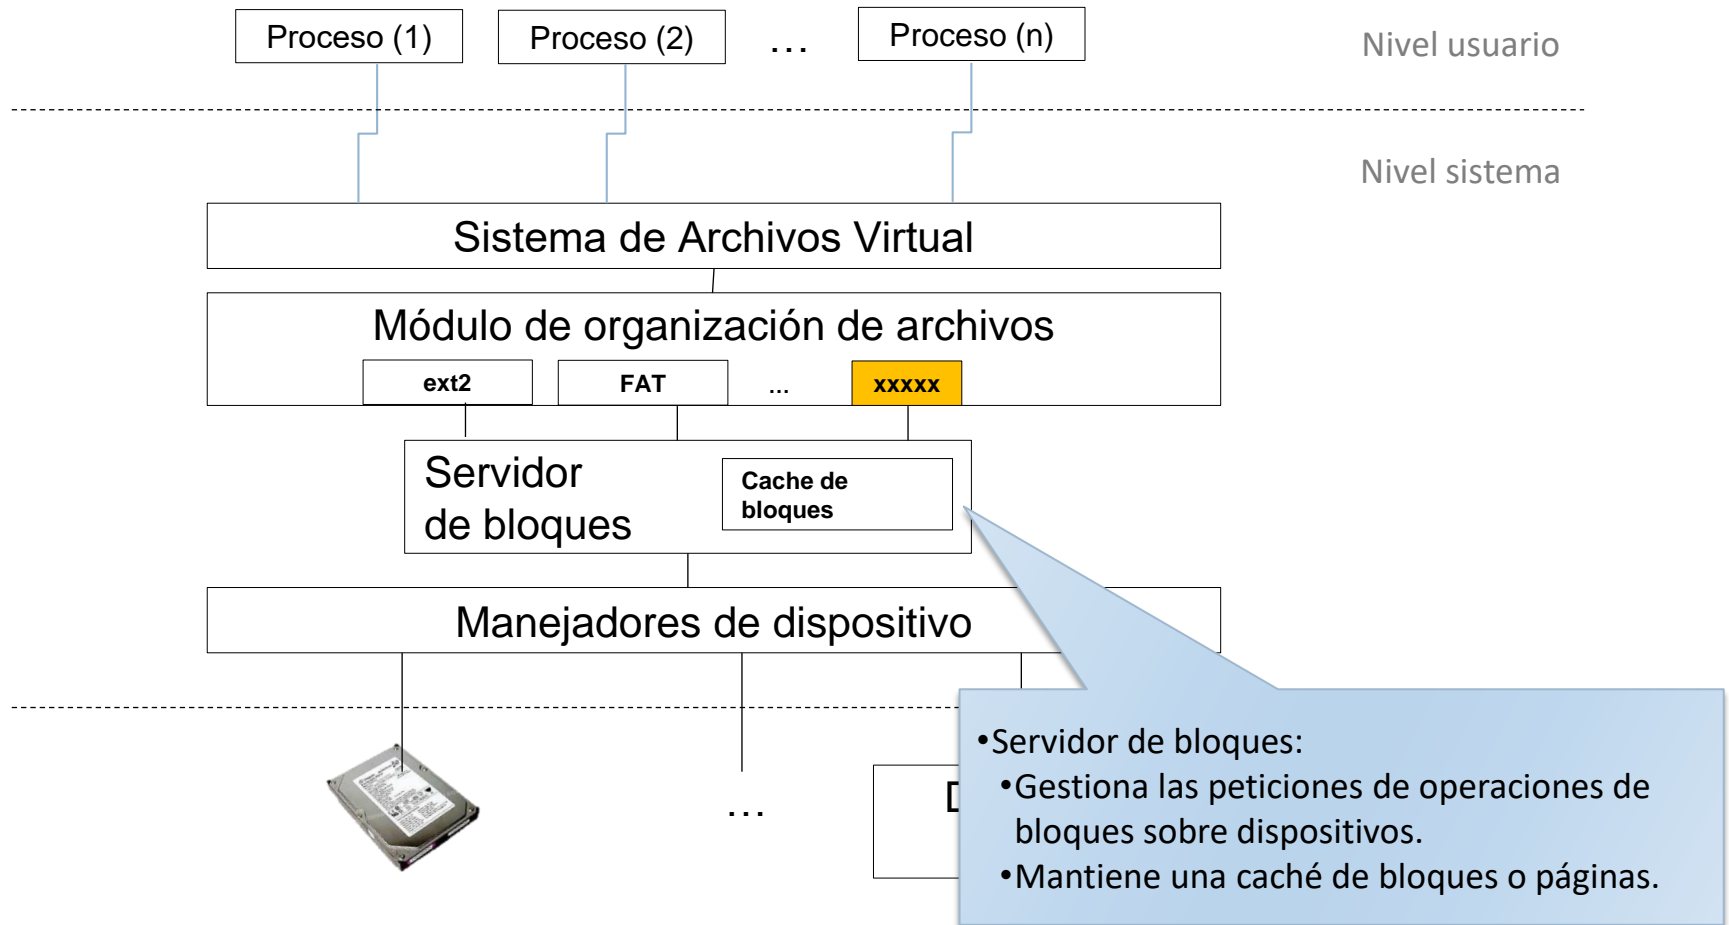 Proceso (1)
Proceso (2)
...
Proceso (n)
Nivel usuario
Nivel sistema
Sistema de Archivos Virtual
Módulo de organización de archivos
ext2
FAT
...
xxxxx
Servidor
de bloques
Cache de
bloques
Manejadores de dispositivo
...
•Servidor de bloques:
•Gestiona las peticiones de operaciones de
bloques sobre dispositivos.
•Mantiene una caché de bloques o páginas.